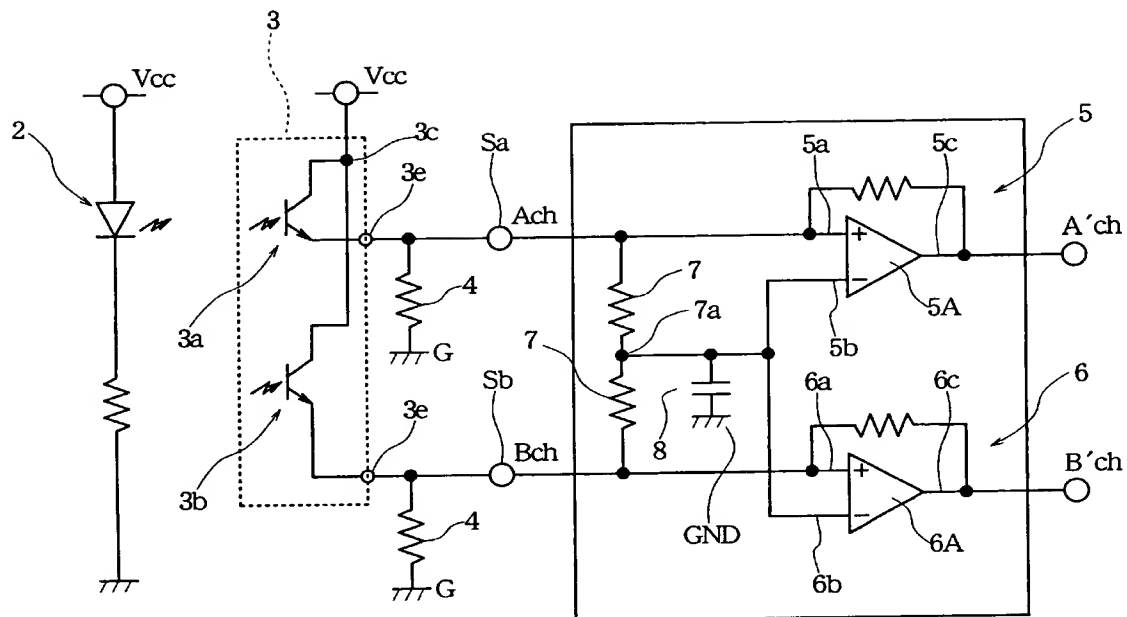 3
Vcc
Vcc
2
3c
3e
Sa
5a
5c
5
Ach
A´ch
7
4
7a
5A
3a
7
5b
G
Sb
6a
6c
6
3e
8
Bch
B´ch
3b
4
GND
6A
6b
G
+
−
+
−